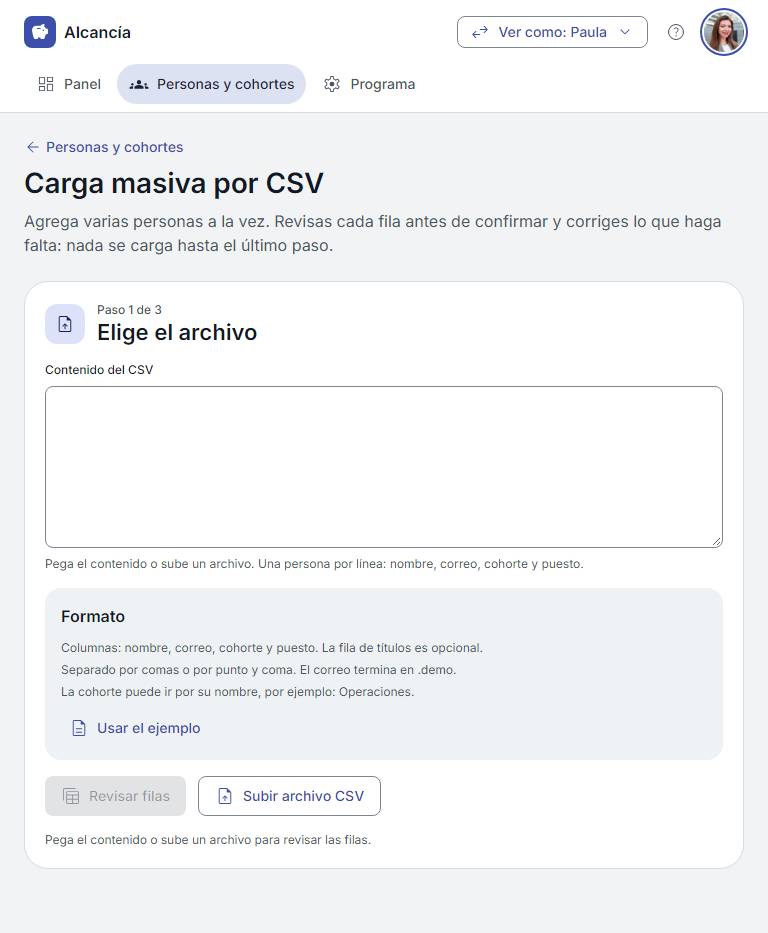 Alcancía
Ver como: Paula
Panel
Personas y cohortes
Programa
Personas y cohortes
Carga masiva por CSV
Agrega varias personas a la vez. Revisas cada fila antes de confirmar y corriges lo que haga
falta: nada se carga hasta el último paso.
Paso 1 de 3
Elige el archivo
Contenido del CSV
Pega el contenido o sube un archivo. Una persona por línea: nombre, correo, cohorte y puesto.
Formato
Columnas: nombre, correo, cohorte y puesto. La fila de títulos es opcional.
Separado por comas o por punto y coma. El correo termina en .demo.
La cohorte puede ir por su nombre, por ejemplo: Operaciones.
Usar el ejemplo
Revisar filas
Subir archivo CSV
Pega el contenido o sube un archivo para revisar las filas.